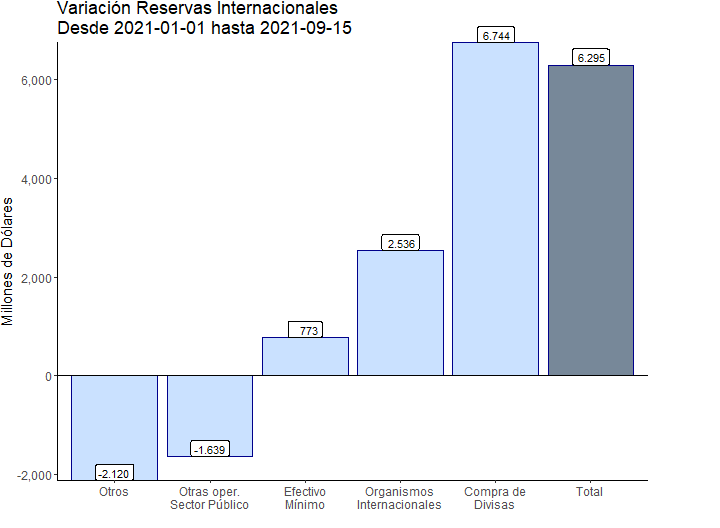 Variación Reservas Internacionales
Desde 2021-01-01 hasta 2021-09-15
Millones de Dólares
6,000
4,000
2,000
0
-2,000
-2.120
-1.639
773
2.536
6.744
6.295
Otros
Otras oper.
Sector Público
Efectivo
Mínimo
Organismos
Internacionales
Compra de
Divisas
Total